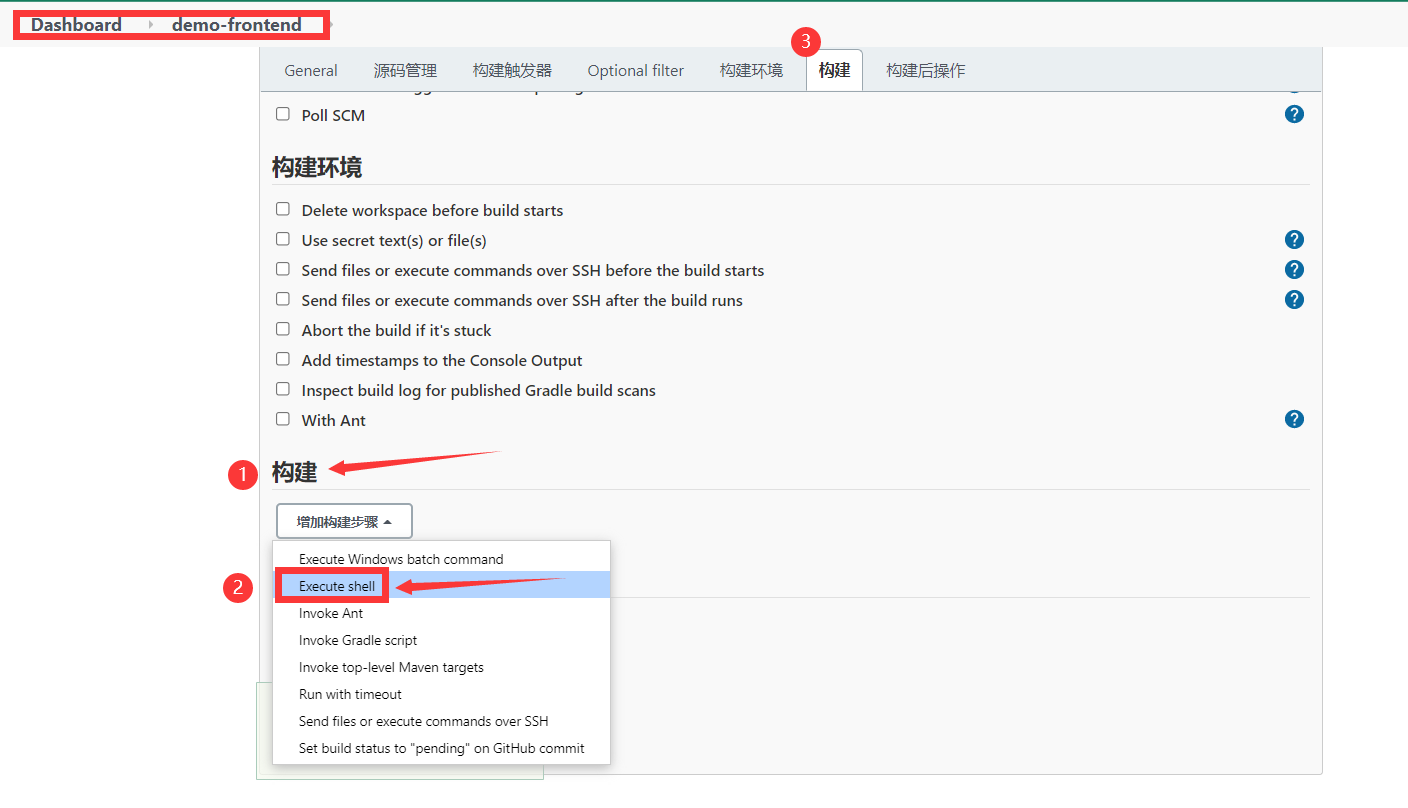 Dashboard demo-frontend
3
General 源码管理 构建触发器 Optional filter 构建环境 构建 构建后操作
Poll SCM ?
构建环境
Delete workspace before build starts
Use secret text(s) or file(s) ?
Send files or execute commands over SSH before the build starts ?
Send files or execute commands over SSH after the build runs ?
Abort the build if it's stuck
Add timestamps to the Console Output
Inspect build log for published Gradle build scans
With Ant ?
1 构建
增加构建步骤
Execute Windows batch command
2 Execute shell
Invoke Ant
Invoke Gradle script
Invoke top-level Maven targets
Run with timeout
Send files or execute commands over SSH
Set build status to "pending" on GitHub commit